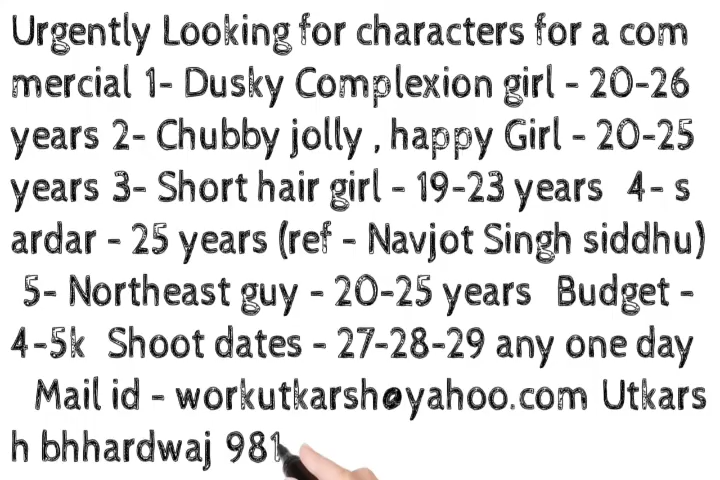 Urgently Looking for characters for a com
mercial 1- Dusky Complexion girl - 20-26
years 2- Chubby jolly , happy Girl - 20-25
years 3- Short hair girl - 19-23 years 4- s
ardar - 25 years (ref - Navjot Singh siddhu)
5- Northeast guy - 20-25 years Budget -
4-5k Shoot dates - 27-28-29 any one day
Mail id - workutkarsh@yahoo.com Utkars
h bhhardwaj 981